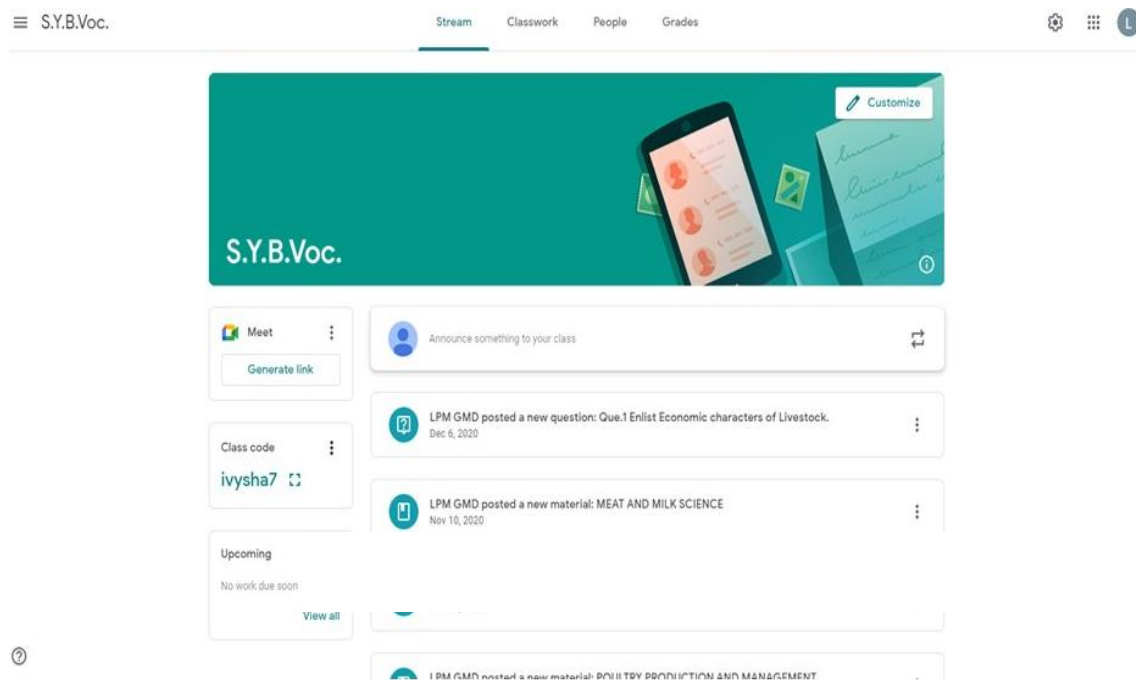 S.Y.B.Voc.
Stream Classwork People Grades
L
Customize
S.Y.B.Voc.
Meet
Generate link
Announce something to your class
LPM GMD posted a new question: Que.1 Enlist Economic characters of Livestock.
Dec 6, 2020
Class code
ivysha7
LPM GMD posted a new material: MEAT AND MILK SCIENCE
Nov 10, 2020
Upcoming
No work due soon
View all
LPM GMD posted a new material: POULTRY PRODUCTION AND MANAGEMENT